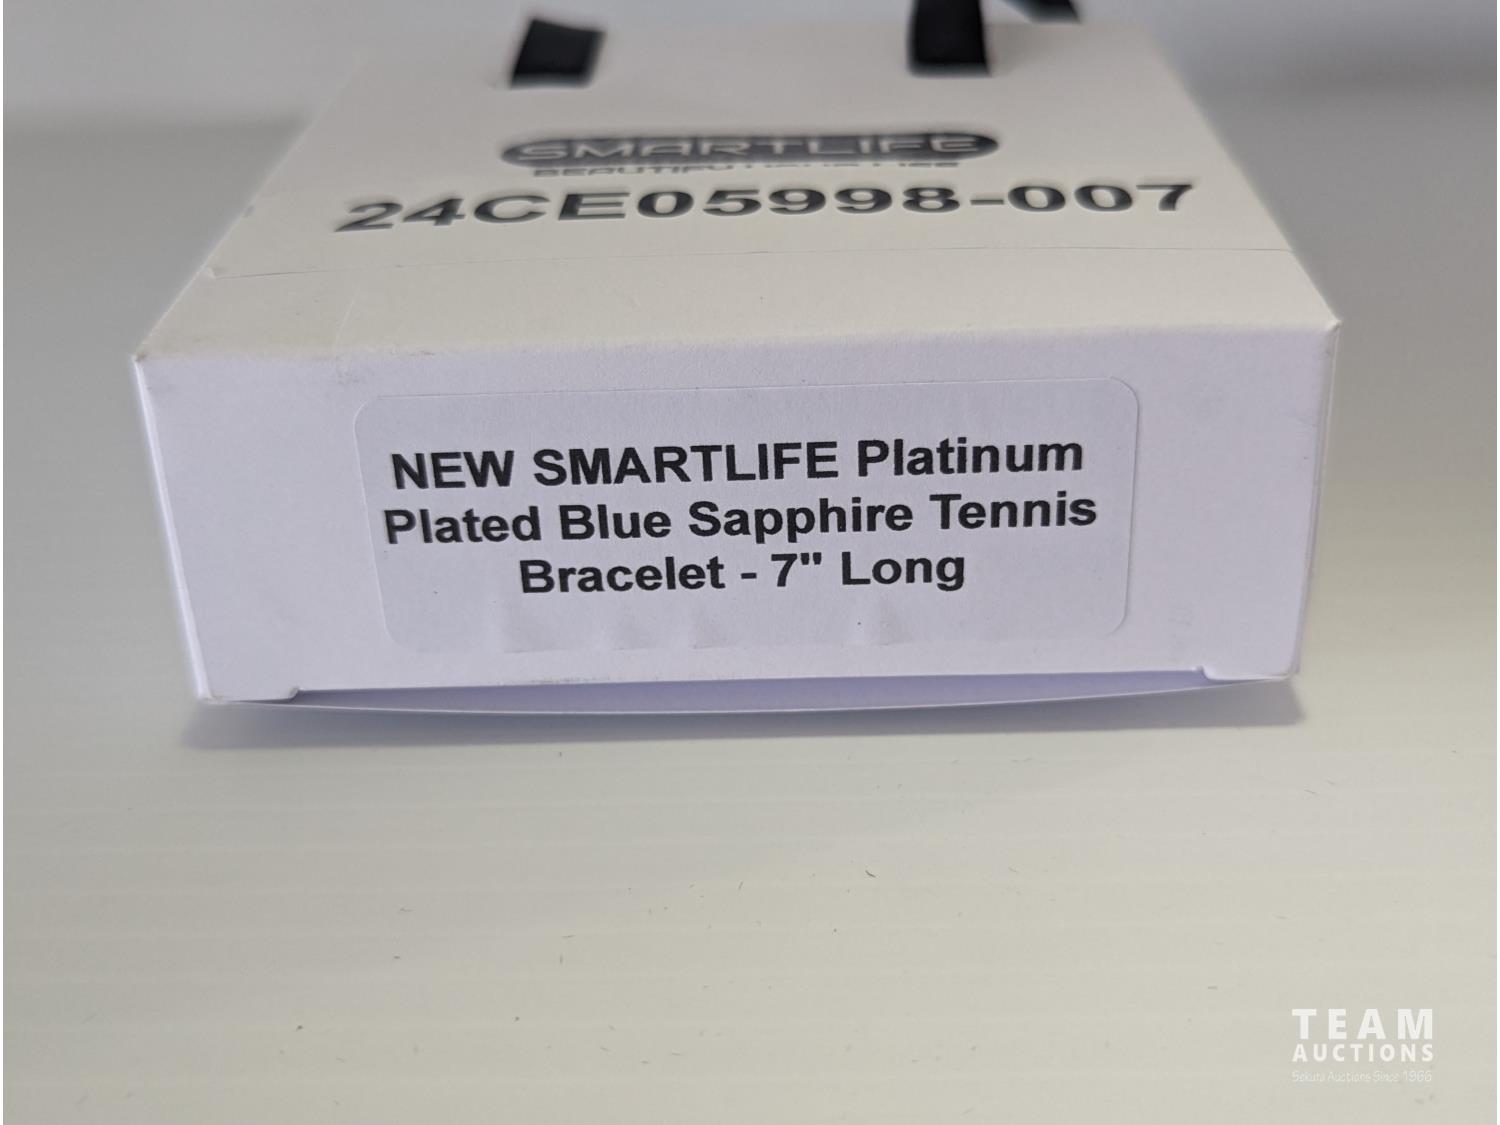 SMARTLIFE
24CE05998-007
NEW SMARTLIFE Platinum
Plated Blue Sapphire Tennis
Bracelet - 7" Long
TEAM
AUCTIONS
Sekura Auctions Since 1966